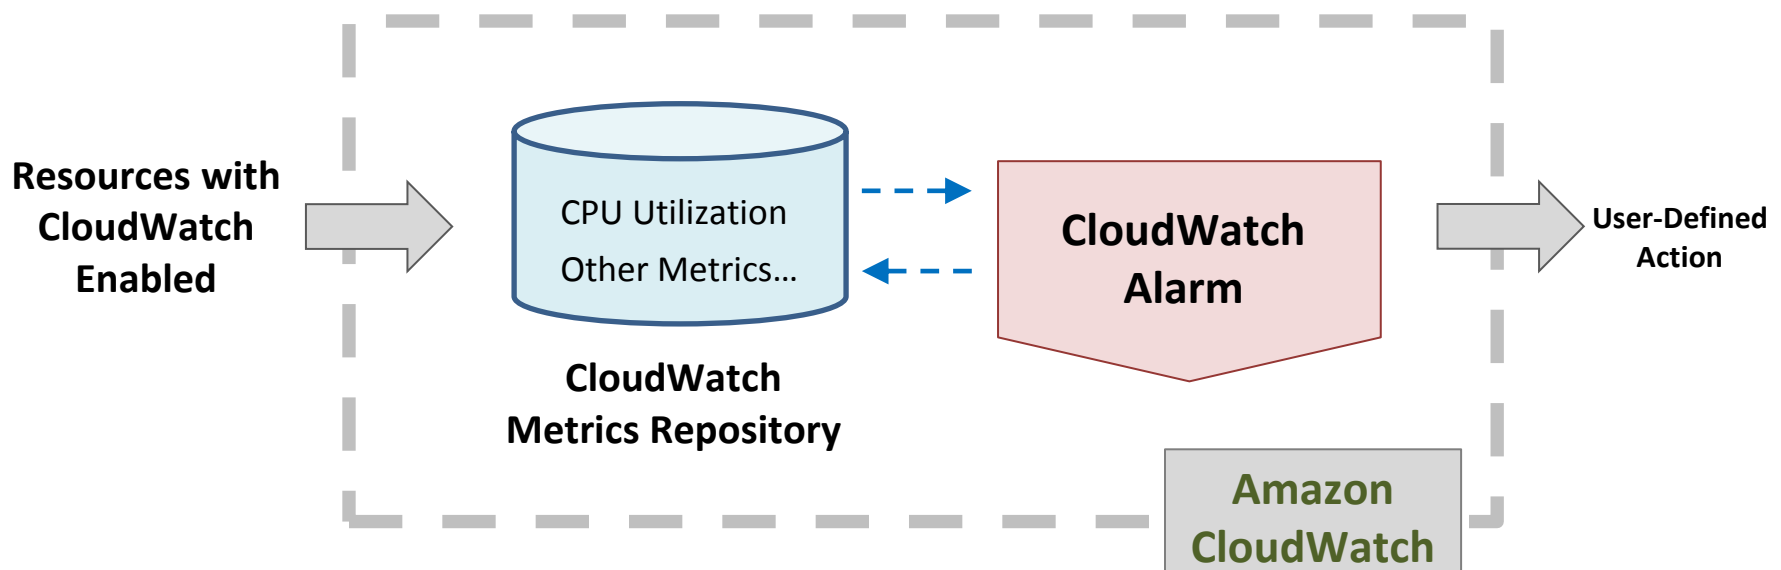 Resources with
CloudWatch
Enabled
CPU Utilization
Other Metrics...
CloudWatch
Metrics Repository
CloudWatch
Alarm
User-Defined
Action
Amazon
CloudWatch